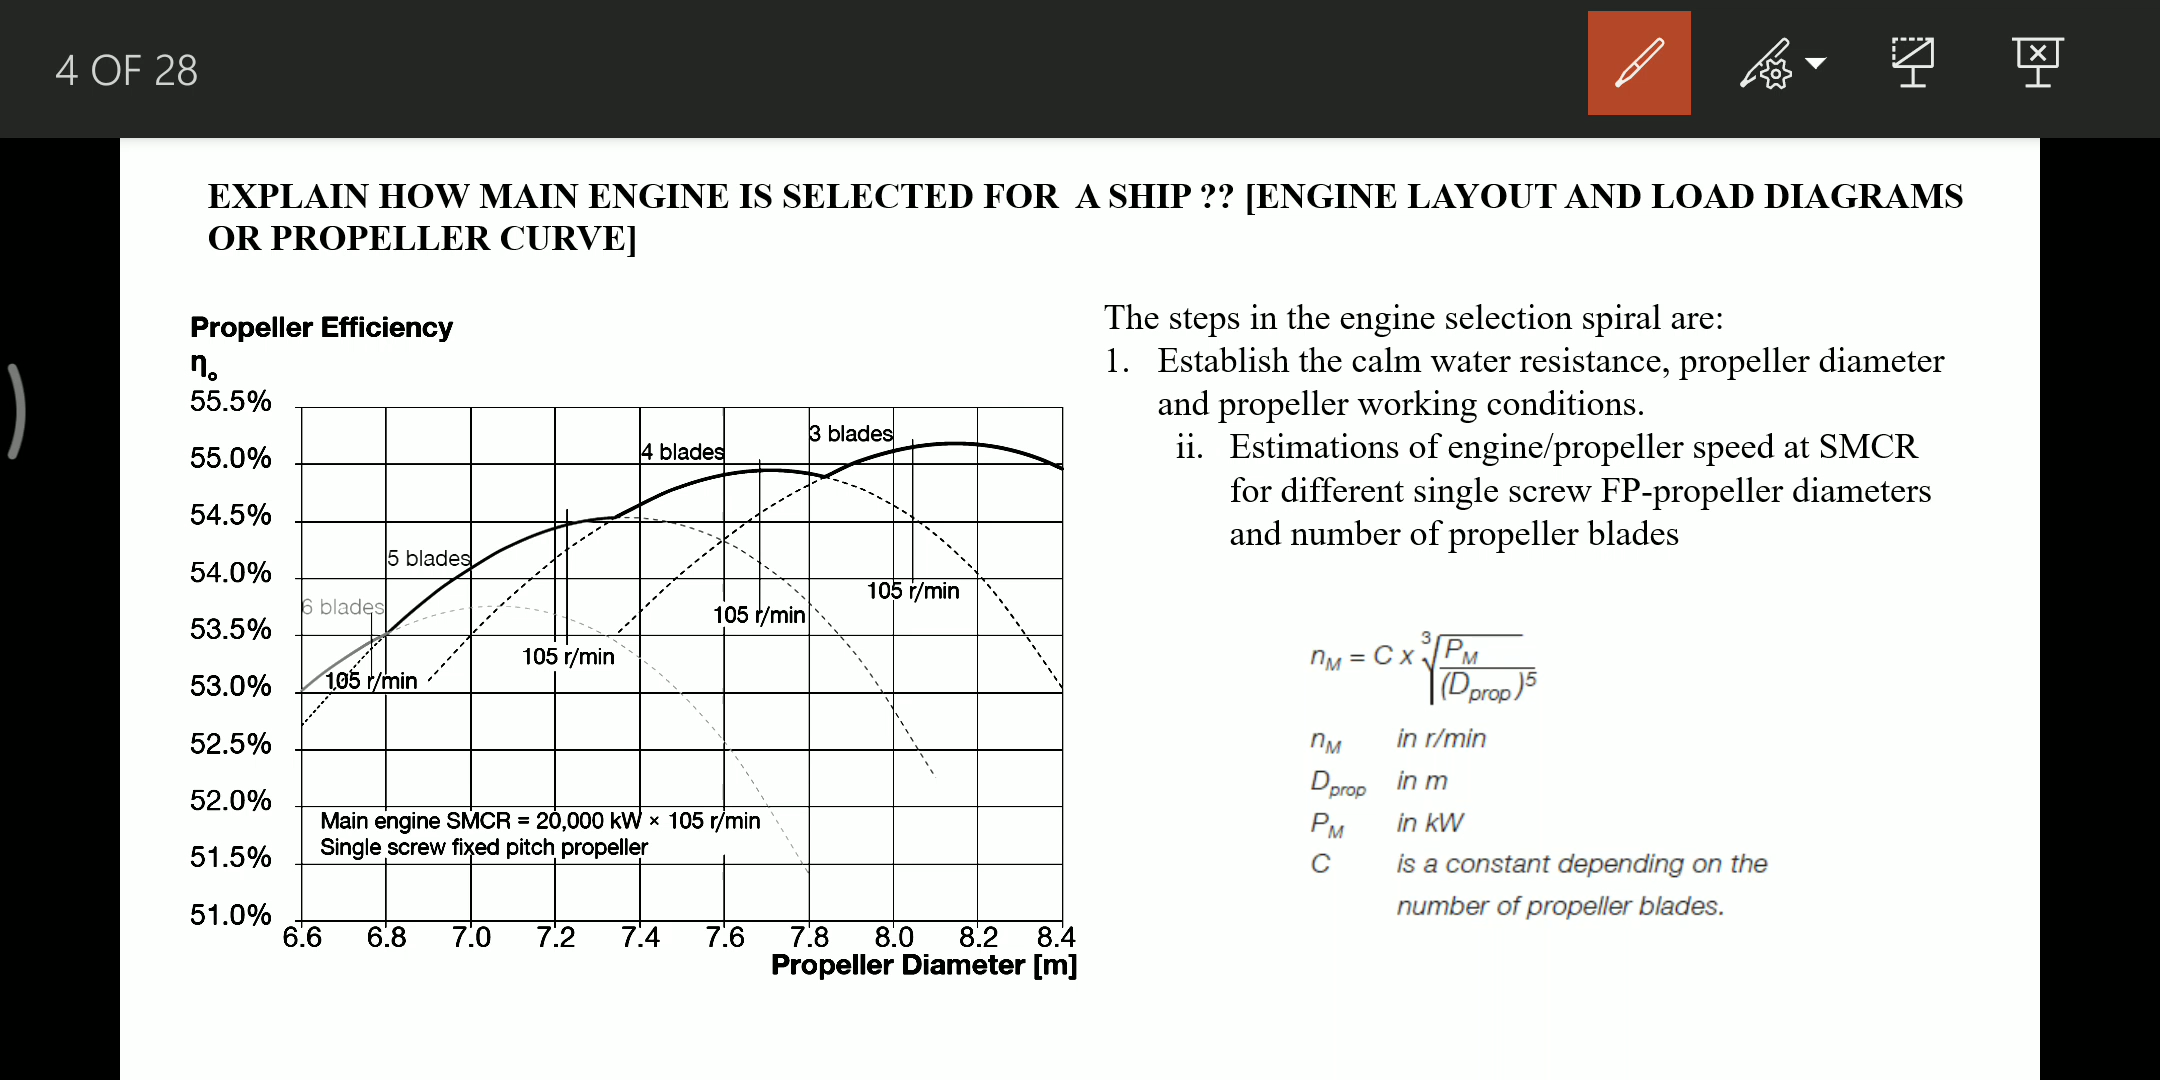 4 OF 28
EXPLAIN HOW MAIN ENGINE IS SELECTED FOR A SHIP ?? [ENGINE LAYOUT AND LOAD DIAGRAMS
OR PROPELLER CURVE]
Propeller Efficiency
ηₒ
55.5%
55.0%
54.5%
54.0%
53.5%
53.0%
52.5%
52.0%
51.5%
51.0%
3 blades
4 blades
5 blades
6 blades
105 r/min
105 r/min
105 r/min
105 r/min
Main engine SMCR = 20,000 kW × 105 r/min
Single screw fixed pitch propeller
6.6 6.8 7.0 7.2 7.4 7.6 7.8 8.0 8.2 8.4
Propeller Diameter [m]
The steps in the engine selection spiral are:
1. Establish the calm water resistance, propeller diameter
and propeller working conditions.
ii. Estimations of engine/propeller speed at SMCR
for different single screw FP-propeller diameters
and number of propeller blades
n_M = C x ∛(P_M / (D_prop)^5)
n_M in r/min
D_prop in m
P_M in kW
C is a constant depending on the
number of propeller blades.